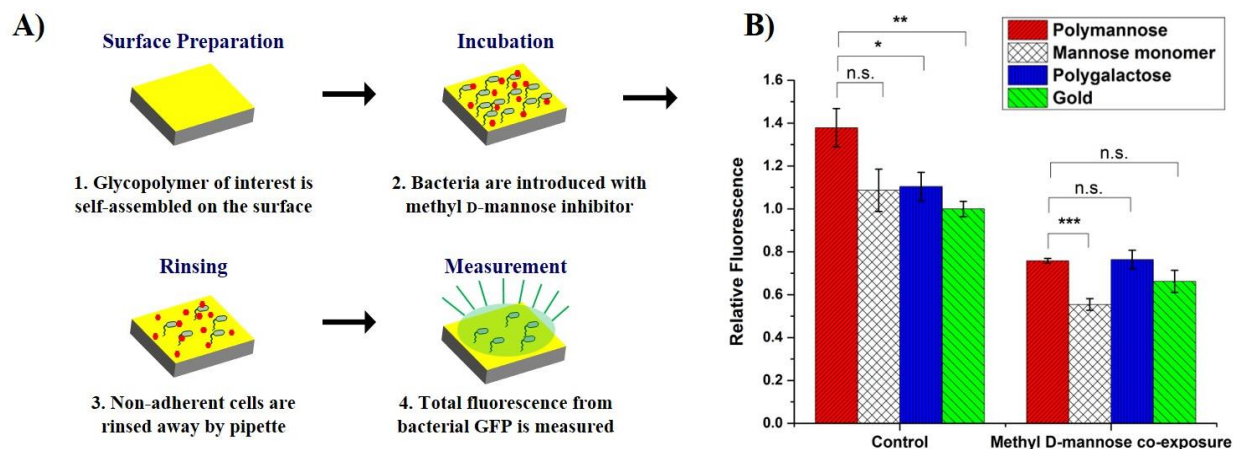 A)
Surface Preparation
Incubation
1. Glycopolymer of interest is
self-assembled on the surface
2. Bacteria are introduced with
methyl D-mannose inhibitor
Rinsing
Measurement
3. Non-adherent cells are
rinsed away by pipette
4. Total fluorescence from
bacterial GFP is measured
B)
Polymannose
Mannose monomer
Polygalactose
Gold
**
*
n.s.
n.s.
n.s.
***
Relative Fluorescence
1.6
1.4
1.2
1.0
0.8
0.6
0.4
0.2
0.0
Control
Methyl D-mannose co-exposure